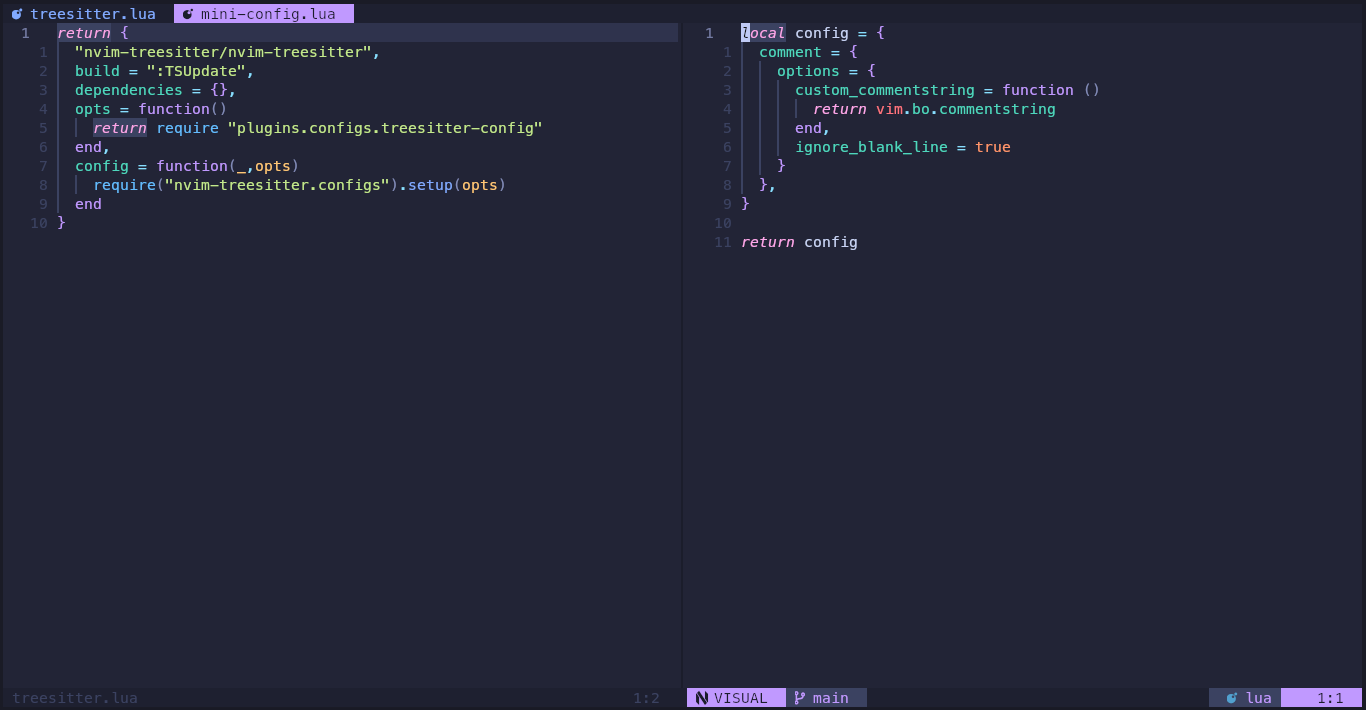 treesitter.lua mini-config.lua
1 return {
1 "nvim-treesitter/nvim-treesitter",
2 build = ":TSUpdate",
3 dependencies = {},
4 opts = function()
5 return require "plugins.configs.treesitter-config"
6 end,
7 config = function(_,opts)
8 require("nvim-treesitter.configs").setup(opts)
9 end
10 }
treesitter.lua 1:2
1 local config = {
1 comment = {
2 options = {
3 custom_commentstring = function ()
4 return vim.bo.commentstring
5 end,
6 ignore_blank_line = true
7 }
8 },
9 }
10
11 return config
VISUAL main lua 1:1